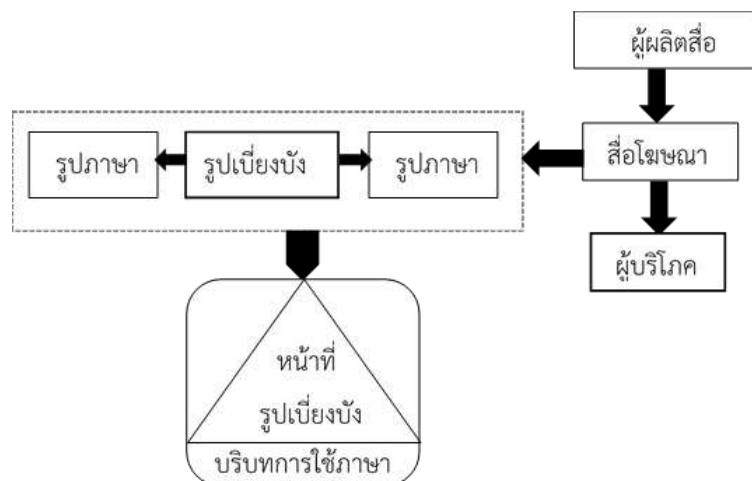 ผู้ผลิตสื่อ
รูปภาษา
รูปเบี่ยงบัง
รูปภาษา
สื่อโฆษณา
ผู้บริโภค
หน้าที่
รูปเบี่ยงบัง
บริบทการใช้ภาษา